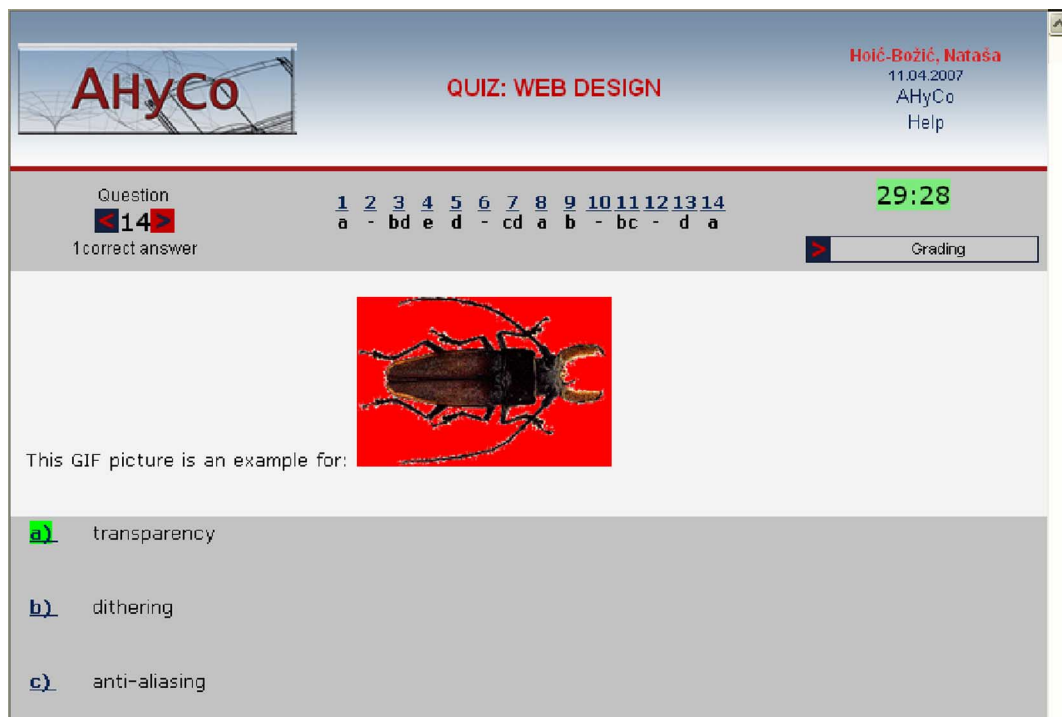 AHyCo
QUIZ: WEB DESIGN
Hoić-Božić, Nataša
11.04.2007
AHyCo
Help
Question
< 14 >
1correct answer
1 2 3 4 5 6 7 8 9 10 11 12 13 14
a - bd e d - cd a b - bc - d a
29:28
> Grading
This GIF picture is an example for:
a) transparency
b) dithering
c) anti-aliasing